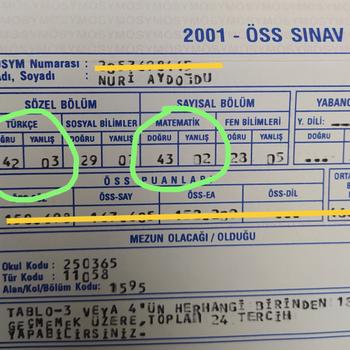 2001 - ÖSS SINAV
ÖSYM Numarası :
Adı, Soyadı : NURİ AYDOĞDU
SÖZEL BÖLÜM SAYISAL BÖLÜM YABANC
TÜRKÇE SOSYAL BİLİMLER MATEMATİK FEN BİLİMLERİ Y. DİLİ :
DOĞRU YANLIŞ DOĞRU YANLIŞ DOĞRU YANLIŞ DOĞRU YANLIŞ DOĞRU
42 03 29 43 02 23 05 ---
ÖSS PUANLARI
ÖSS-SAY ÖSS-EA ÖSS-DİL
MEZUN OLACAĞI / OLDUĞU
Okul Kodu : 250365
Tür Kodu : 11058
Alan/Kol/Bölüm Kodu : 1595
TABLO-3 VEYA 4'ÜN HERHANGİ BİRİNDEN 18
GEÇMEMEK ÜZERE, TOPLAM 24 TERCİH
YAPABİLİRSİNİZ.